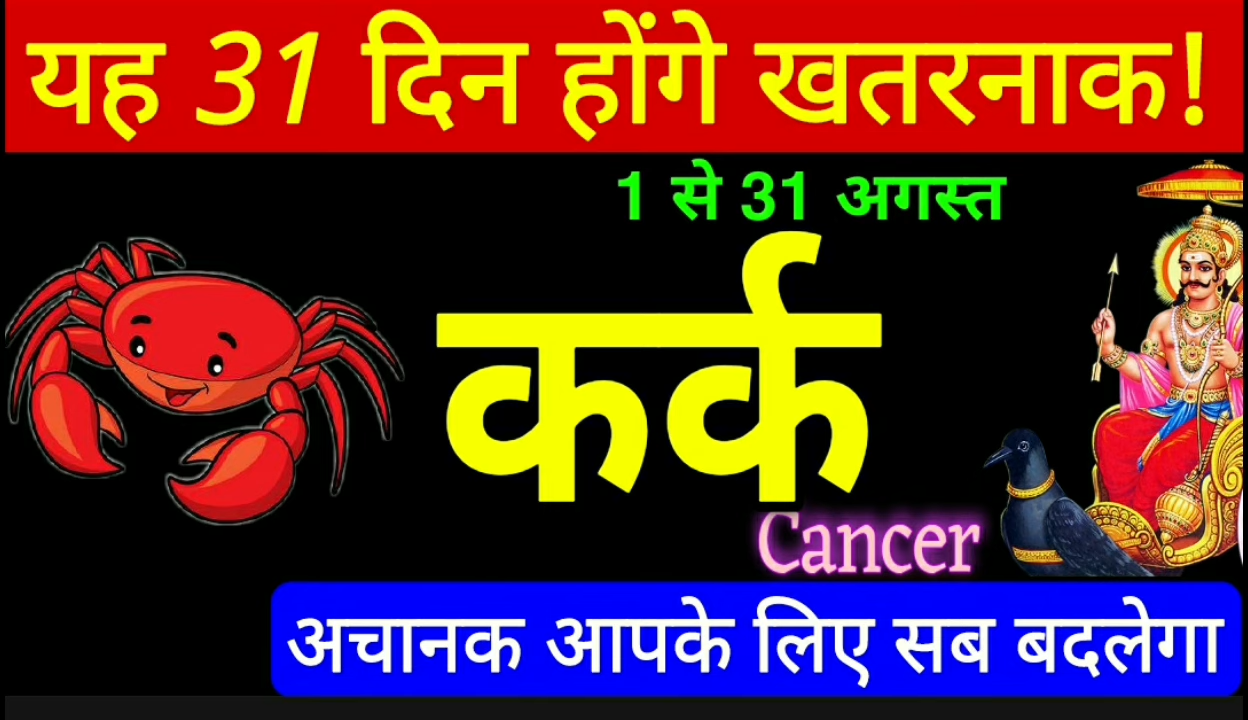 यह 31 दिन होंगे खतरनाक!
1 से 31 अगस्त
कर्क
Cancer
अचानक आपके लिए सब बदलेगा